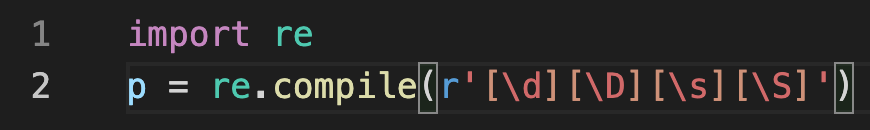 1 import re
2 p = re.compile(r'[\d][\D][\s][\S]')